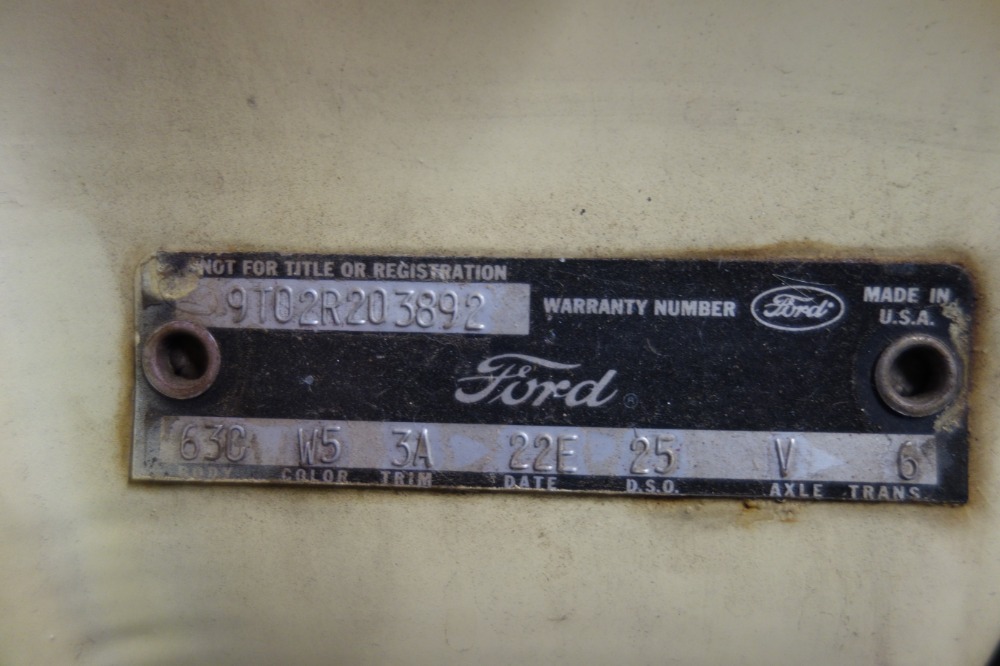 NOT FOR TITLE OR REGISTRATION
9T02R203892
WARRANTY NUMBER
Ford
MADE IN
U.S.A.
Ford®
63C W5 3A 22E 25 V 6
BODY COLOR TRIM DATE D.S.O. AXLE TRANS.